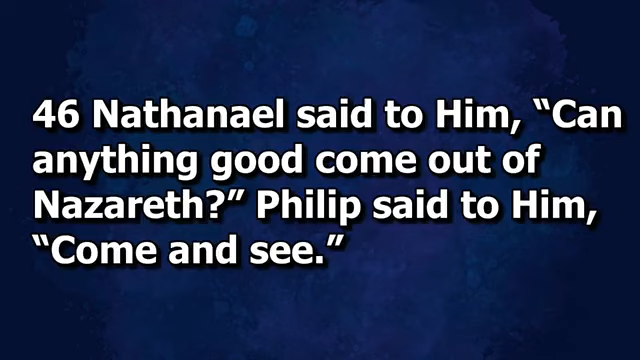 46 Nathanael said to Him, “Can
anything good come out of
Nazareth?” Philip said to Him,
“Come and see.”